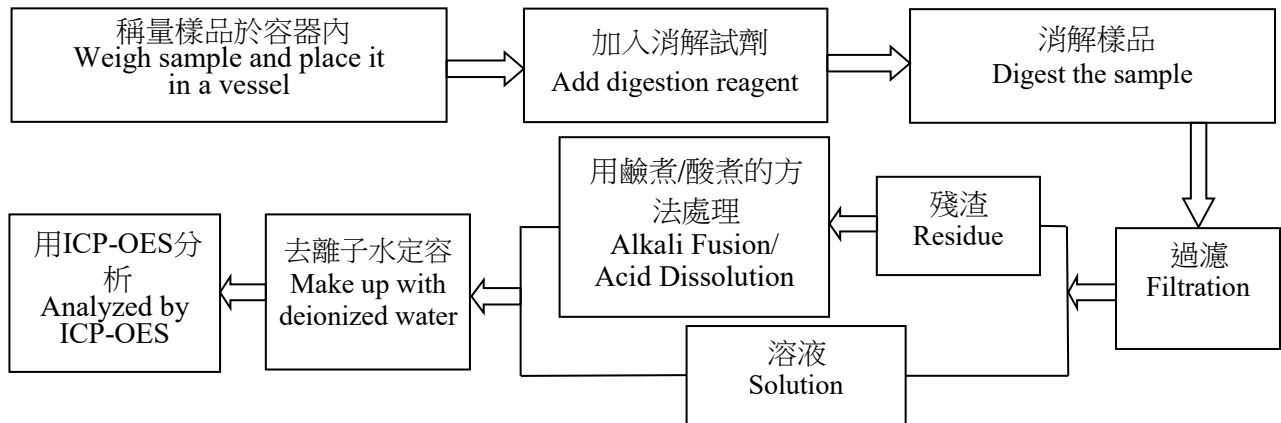 稱量樣品於容器內
Weigh sample and place it
in a vessel
加入消解試劑
Add digestion reagent
消解樣品
Digest the sample
過濾
Filtration
殘渣
Residue
用鹼煮/酸煮的方
法處理
Alkali Fusion/
Acid Dissolution
溶液
Solution
去離子水定容
Make up with
deionized water
用ICP-OES分
析
Analyzed by
ICP-OES